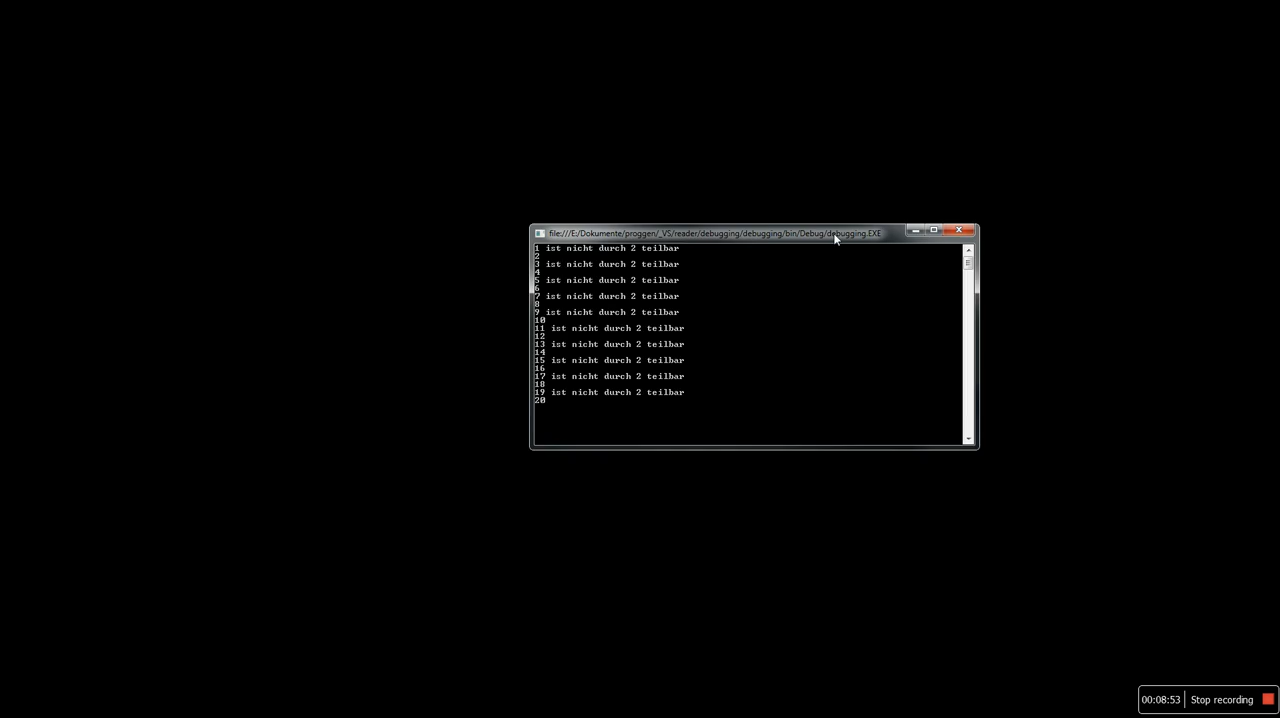 file:///E:/Dokumente/proggen/_VS/reader/debugging/debugging/bin/Debug/debugging.EXE
1 ist nicht durch 2 teilbar
2
3 ist nicht durch 2 teilbar
4
5 ist nicht durch 2 teilbar
6
7 ist nicht durch 2 teilbar
8
9 ist nicht durch 2 teilbar
10
11 ist nicht durch 2 teilbar
12
13 ist nicht durch 2 teilbar
14
15 ist nicht durch 2 teilbar
16
17 ist nicht durch 2 teilbar
18
19 ist nicht durch 2 teilbar
20
00:08:53 Stop recording